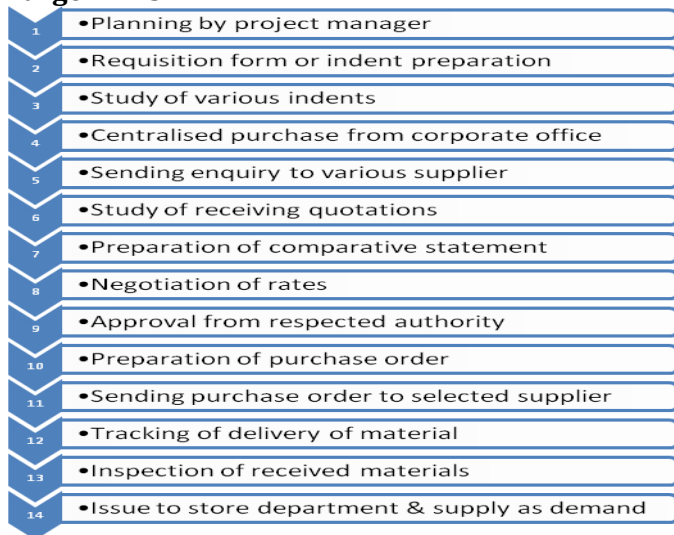 1 •Planning by project manager
2 •Requisition form or indent preparation
3 •Study of various indents
4 •Centralised purchase from corporate office
5 •Sending enquiry to various supplier
6 •Study of receiving quotations
7 •Preparation of comparative statement
8 •Negotiation of rates
9 •Approval from respected authority
10 •Preparation of purchase order
11 •Sending purchase order to selected supplier
12 •Tracking of delivery of material
13 •Inspection of received materials
14 •Issue to store department & supply as demand